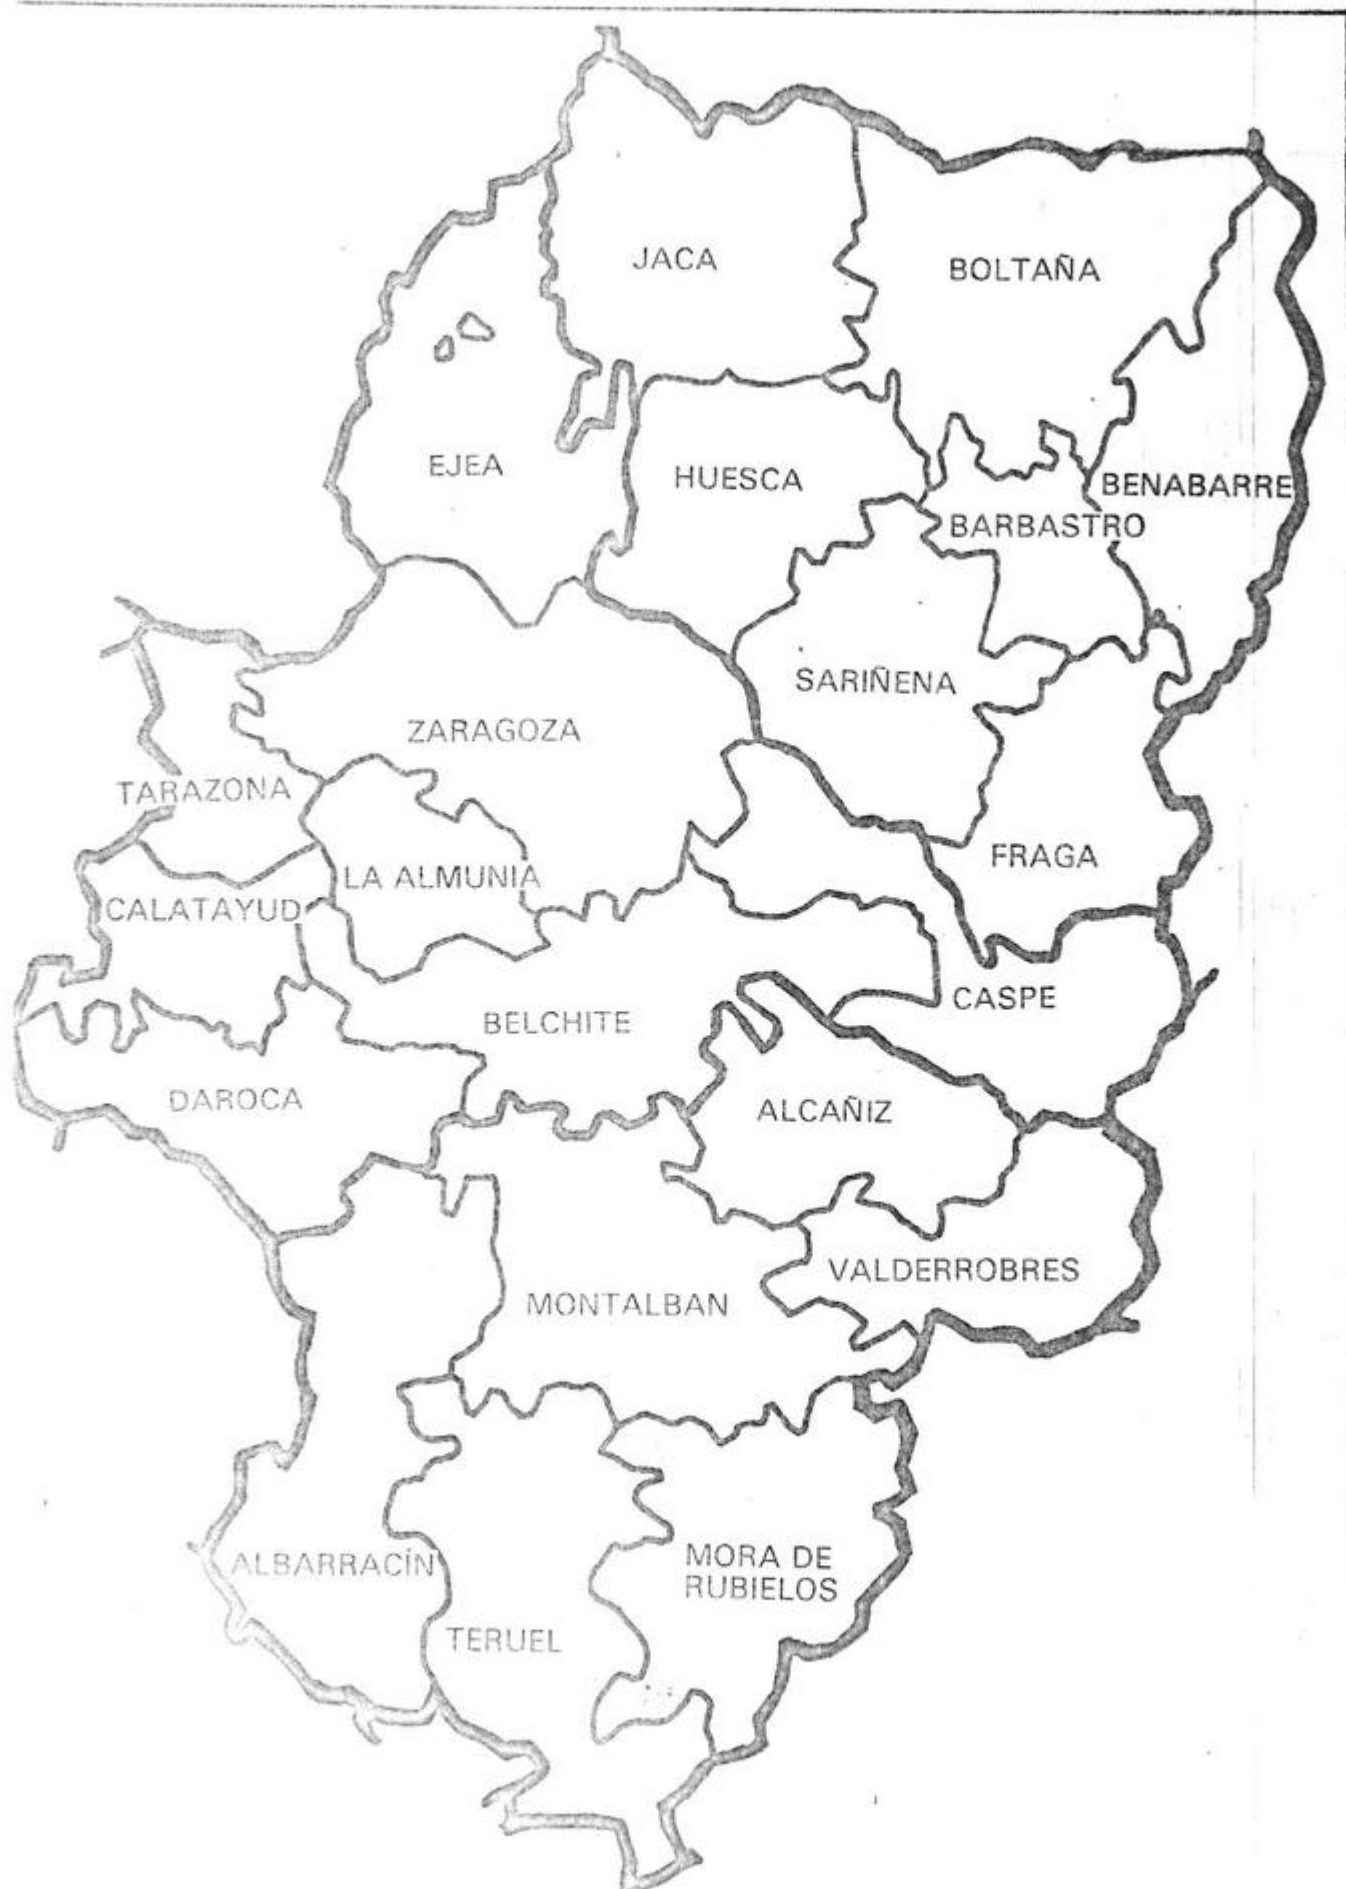 JACA
BOLTAÑA
EJEA
HUESCA
BENABARRE
BARBASTRO
SARIÑENA
ZARAGOZA
TARAZONA
FRAGA
LA ALMUNIA
CALATAYUD
CASPE
BELCHITE
DAROCA
ALCAÑIZ
VALDERROBRES
MONTALBAN
ALBARRACÍN
MORA DE
RUBIELOS
TERUEL